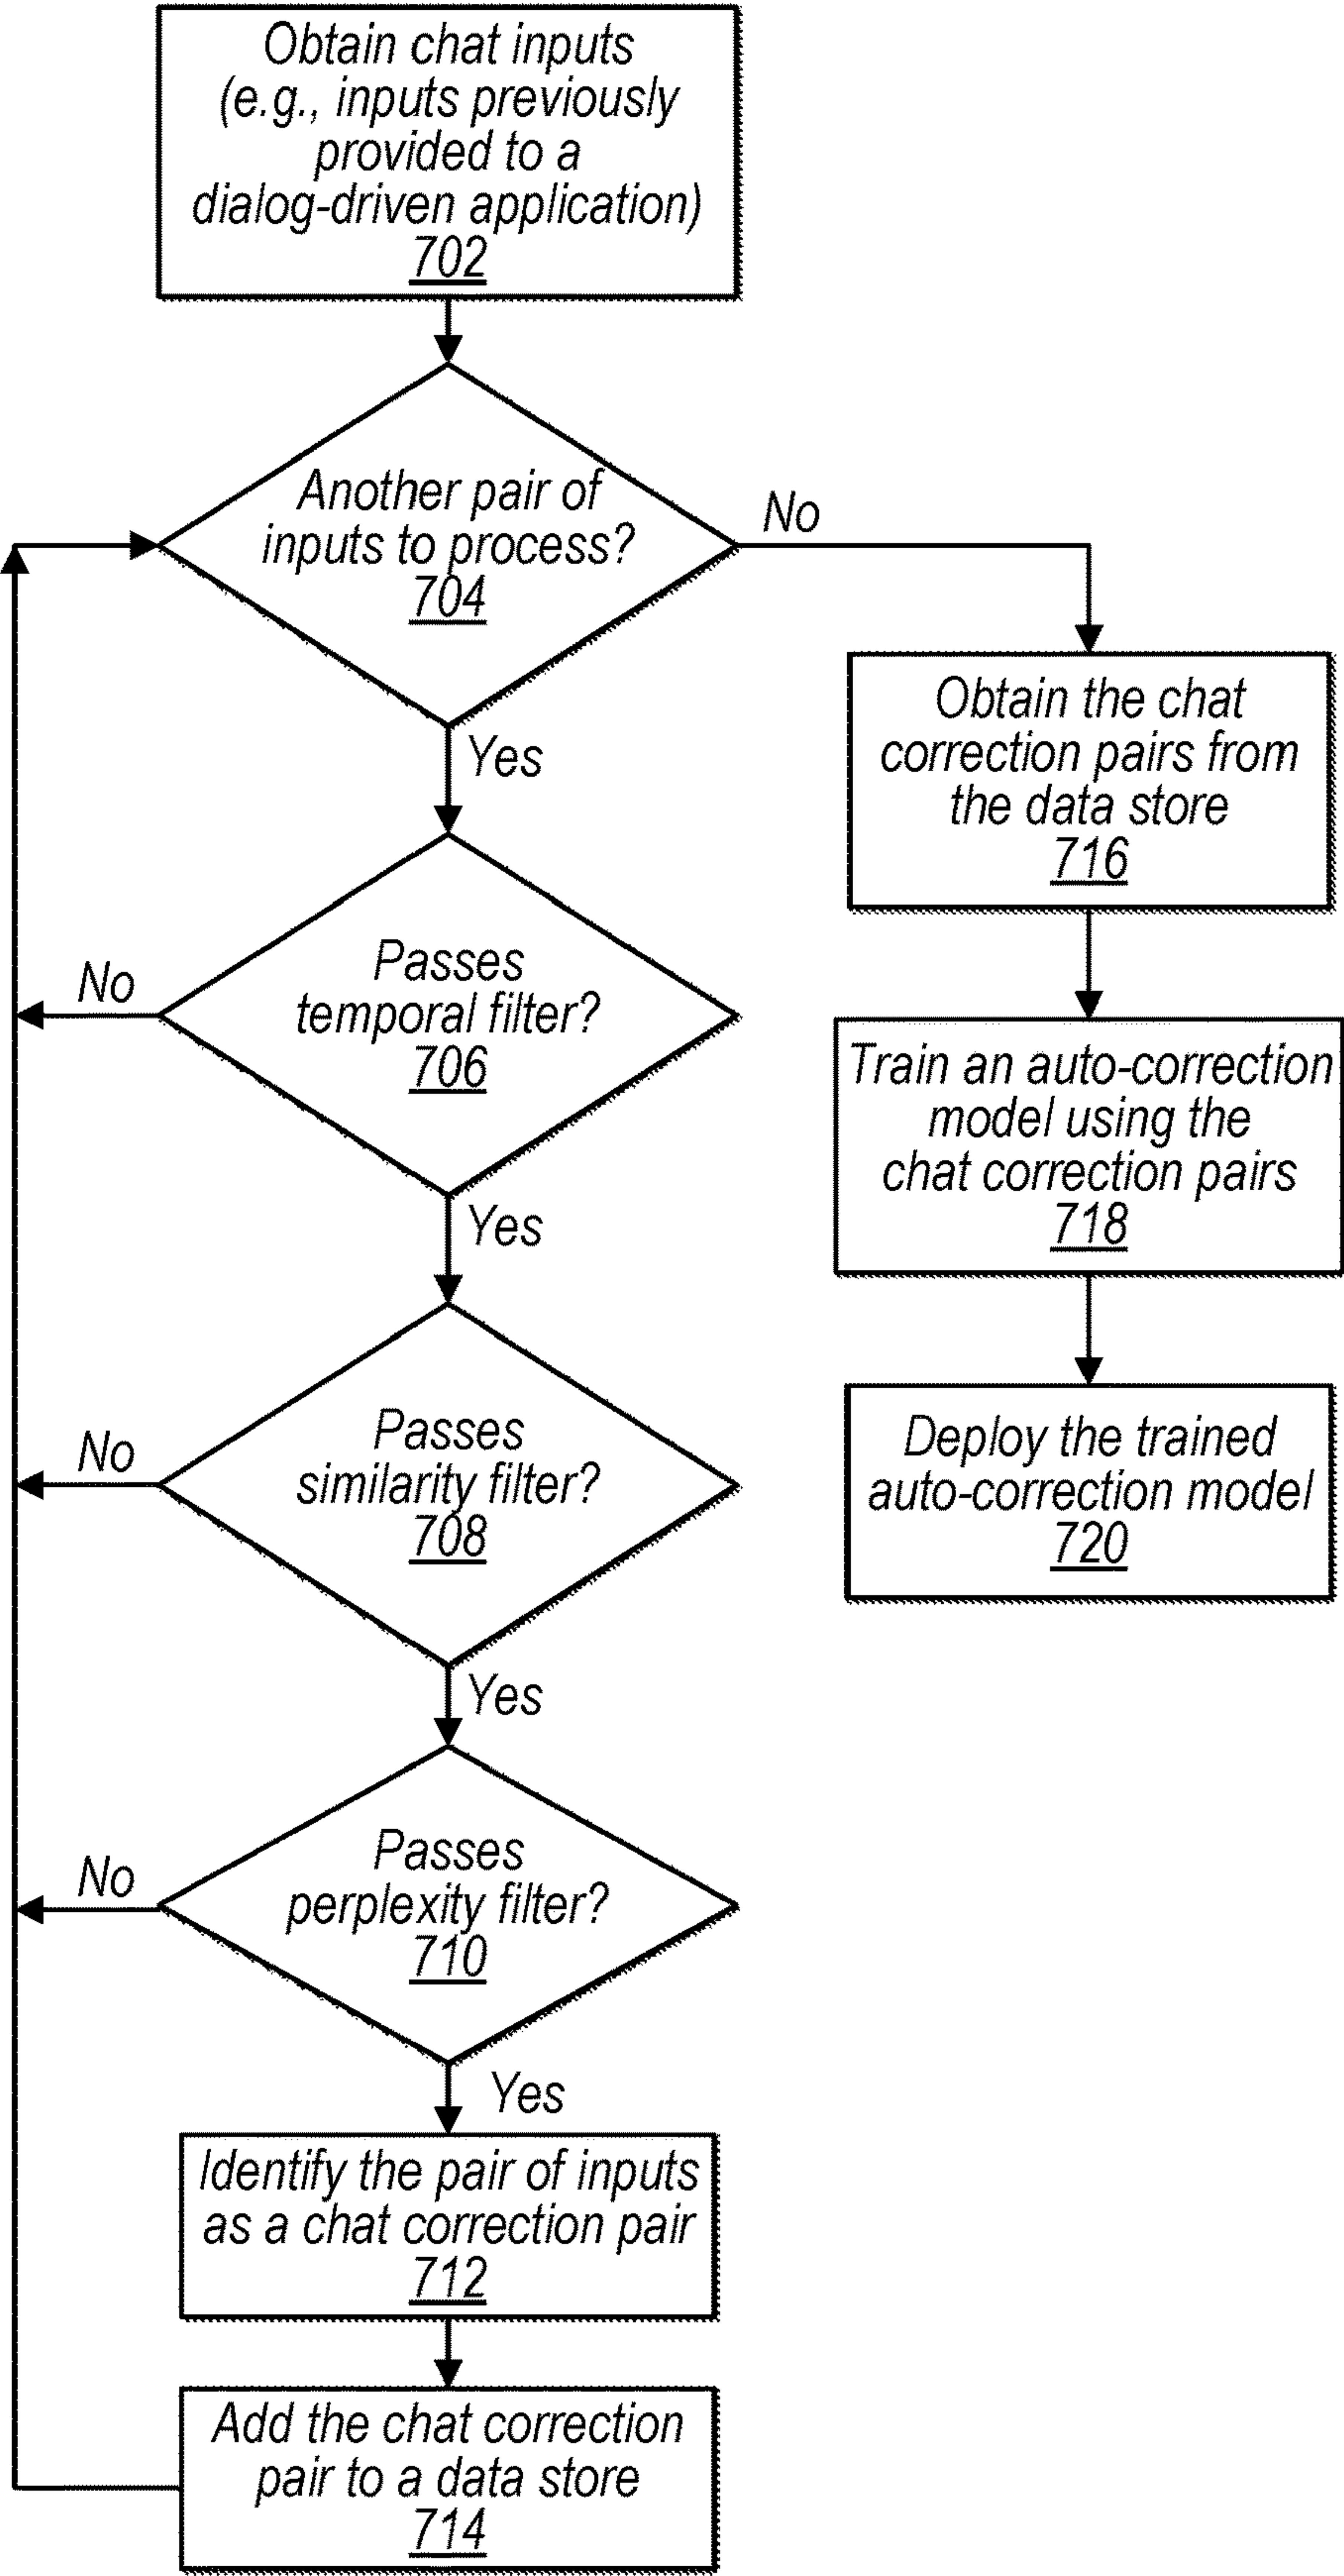 Obtain chat inputs
(e.g., inputs previously
provided to a
dialog-driven application)
702
Another pair of
inputs to process?
704
No
Yes
Passes
temporal filter?
706
No
Yes
Passes
similarity filter?
708
No
Yes
Passes
perplexity filter?
710
No
Yes
Identify the pair of inputs
as a chat correction pair
712
Add the chat correction
pair to a data store
714
Obtain the chat
correction pairs from
the data store
716
Train an auto-correction
model using the
chat correction pairs
718
Deploy the trained
auto-correction model
720